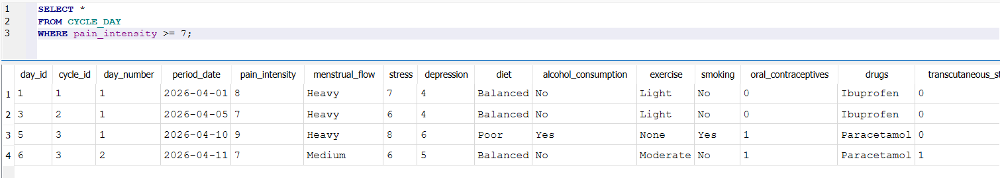 1 SELECT *
2 FROM CYCLE_DAY
3 WHERE pain_intensity >= 7;
day_id cycle_id day_number period_date pain_intensity menstrual_flow stress depression diet alcohol_consumption exercise smoking oral_contraceptives drugs transcutaneous_st
1 1 1 1 2026-04-01 8 Heavy 7 4 Balanced No Light No 0 Ibuprofen 0
2 3 2 1 2026-04-05 7 Heavy 6 4 Balanced No Light No 0 Ibuprofen 0
3 5 3 1 2026-04-10 9 Heavy 8 6 Poor Yes None Yes 1 Paracetamol 0
4 6 3 2 2026-04-11 7 Medium 6 5 Balanced No Moderate No 1 Paracetamol 1